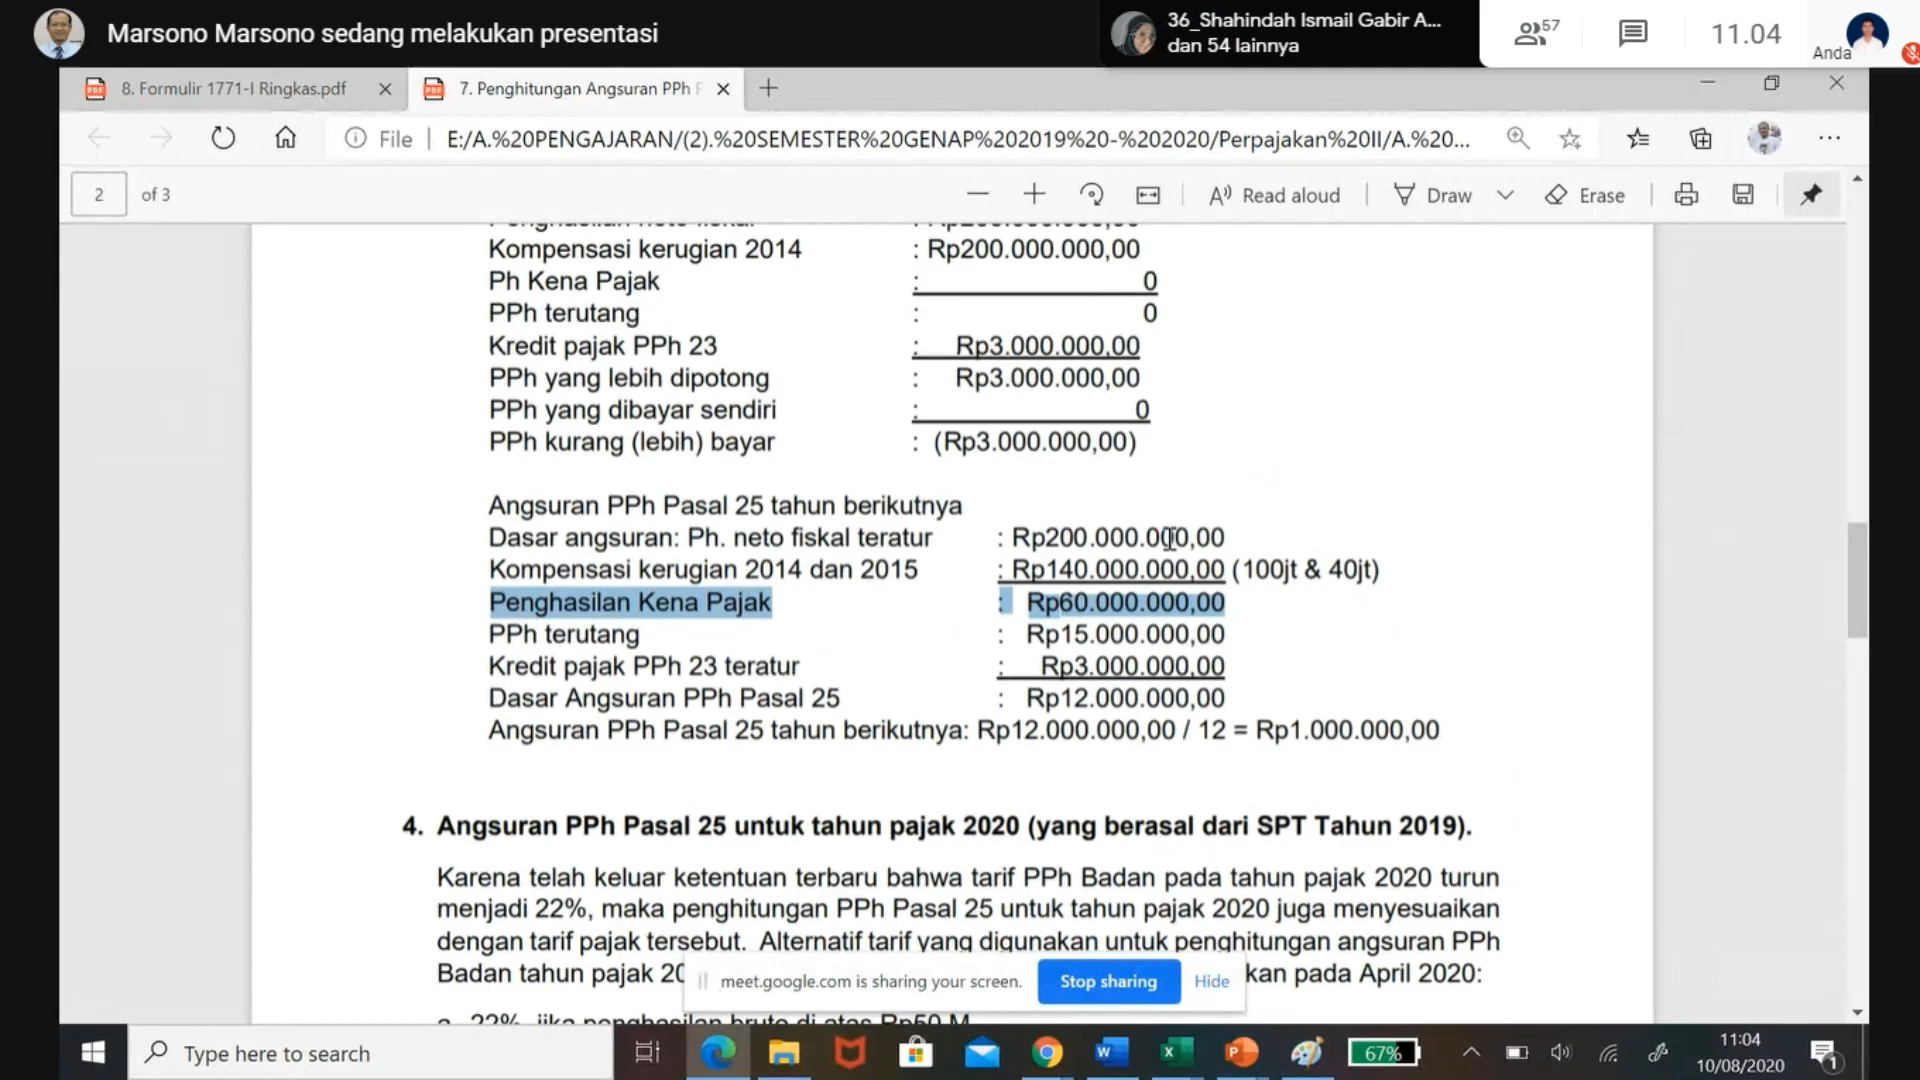 Marsono Marsono sedang melakukan presentasi
36_Shahindah Ismail Gabir A...
dan 54 lainnya
57
11.04
Anda
8. Formulir 1771-I Ringkas.pdf
7. Penghitungan Angsuran PPh P
File
E:/A.%20PENGAJARAN/(2).%20SEMESTER%20GENAP%202019%20-%202020/Perpajakan%20II/A.%20...
2 of 3
Read aloud
Draw
Erase
Kompensasi kerugian 2014 : Rp200.000.000,00
Ph Kena Pajak : 0
PPh terutang : 0
Kredit pajak PPh 23 : Rp3.000.000,00
PPh yang lebih dipotong : Rp3.000.000,00
PPh yang dibayar sendiri : 0
PPh kurang (lebih) bayar : (Rp3.000.000,00)
Angsuran PPh Pasal 25 tahun berikutnya
Dasar angsuran: Ph. neto fiskal teratur : Rp200.000.000,00
Kompensasi kerugian 2014 dan 2015 : Rp140.000.000,00 (100jt & 40jt)
Penghasilan Kena Pajak : Rp60.000.000,00
PPh terutang : Rp15.000.000,00
Kredit pajak PPh 23 teratur : Rp3.000.000,00
Dasar Angsuran PPh Pasal 25 : Rp12.000.000,00
Angsuran PPh Pasal 25 tahun berikutnya: Rp12.000.000,00 / 12 = Rp1.000.000,00
4. Angsuran PPh Pasal 25 untuk tahun pajak 2020 (yang berasal dari SPT Tahun 2019).
Karena telah keluar ketentuan terbaru bahwa tarif PPh Badan pada tahun pajak 2020 turun
menjadi 22%, maka penghitungan PPh Pasal 25 untuk tahun pajak 2020 juga menyesuaikan
dengan tarif pajak tersebut. Alternatif tarif yang digunakan untuk penghitungan angsuran PPh
Badan tahun pajak 20 kan pada April 2020:
meet.google.com is sharing your screen.
Stop sharing
Hide
a. 22%, jika penghasilan bruto di atas Rp50 M
Type here to search
67%
11:04
10/08/2020
1